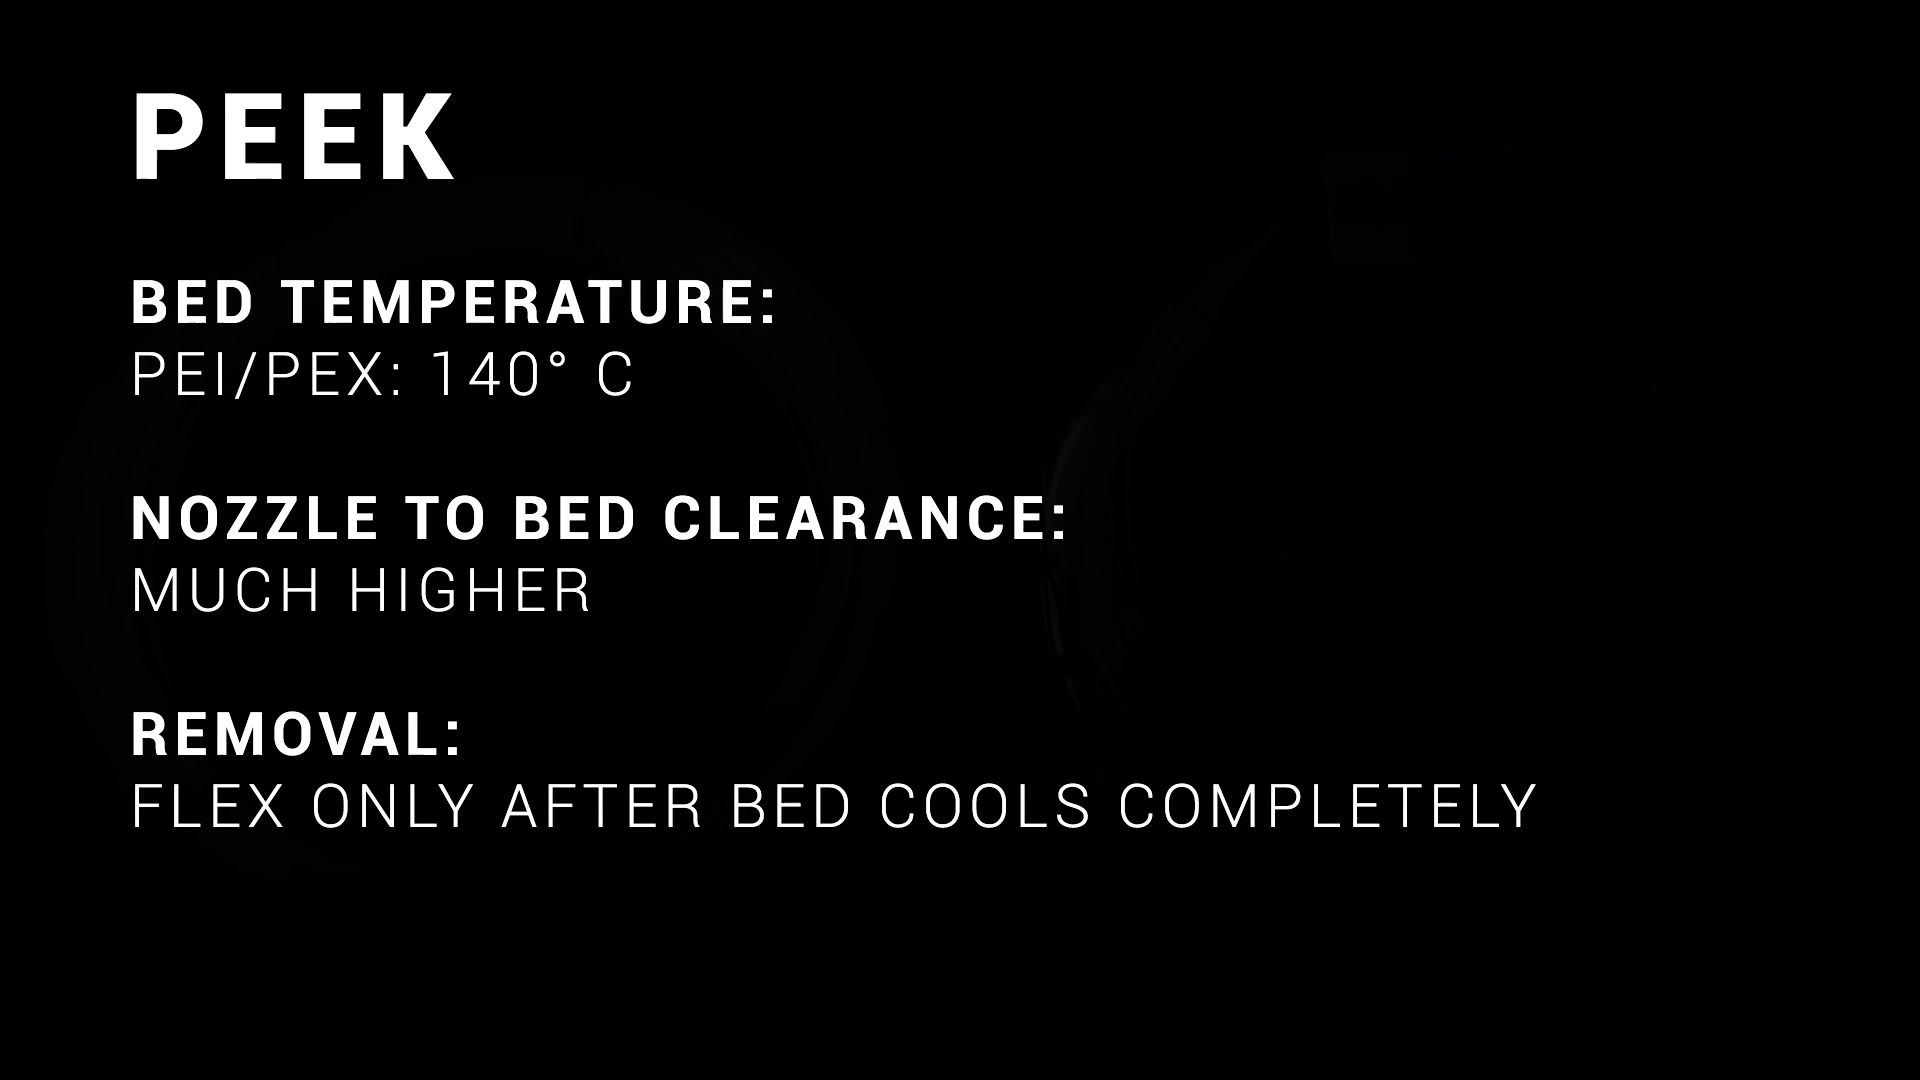 PEEK
BED TEMPERATURE:
PEI/PEX: 140° C
NOZZLE TO BED CLEARANCE:
MUCH HIGHER
REMOVAL:
FLEX ONLY AFTER BED COOLS COMPLETELY